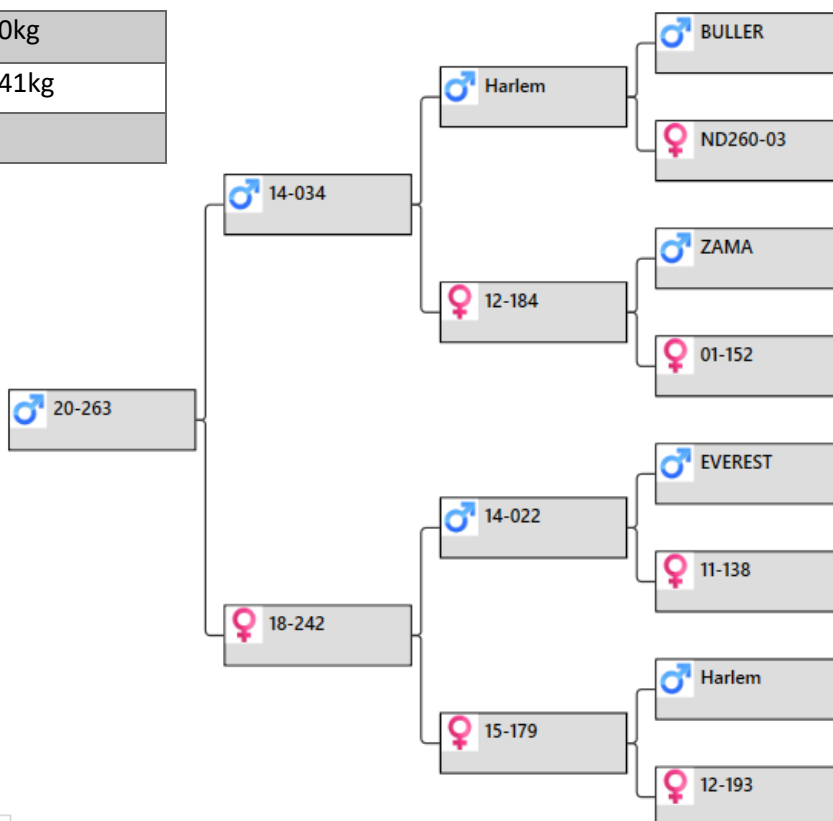 0kg
41kg
BULLER
Harlem
ND260-03
14-034
ZAMA
12-184
01-152
20-263
EVEREST
14-022
11-138
18-242
Harlem
15-179
12-193